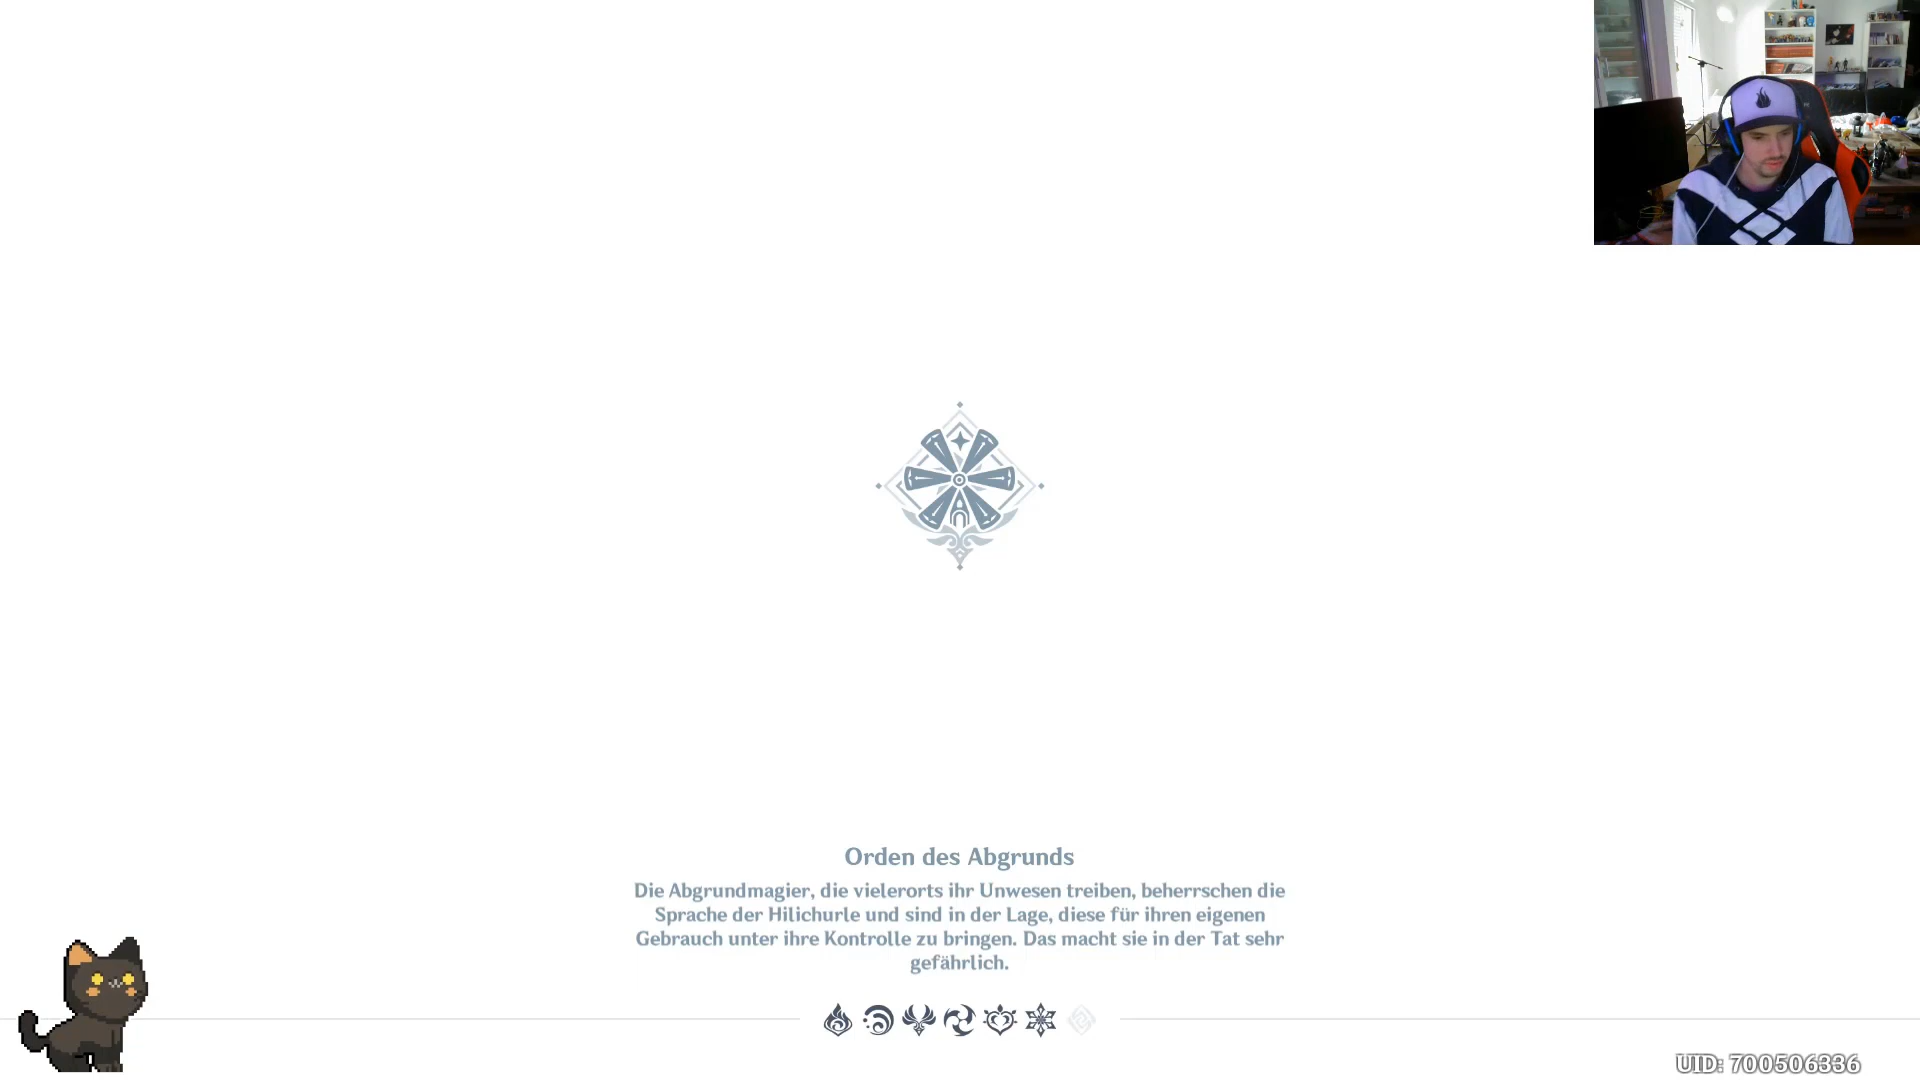 Orden des Abgrunds
Die Abgrundmagier, die vielerorts ihr Unwesen treiben, beherrschen die
Sprache der Hilichurle und sind in der Lage, diese für ihren eigenen
Gebrauch unter ihre Kontrolle zu bringen. Das macht sie in der Tat sehr
gefährlich.
UID: 700506336